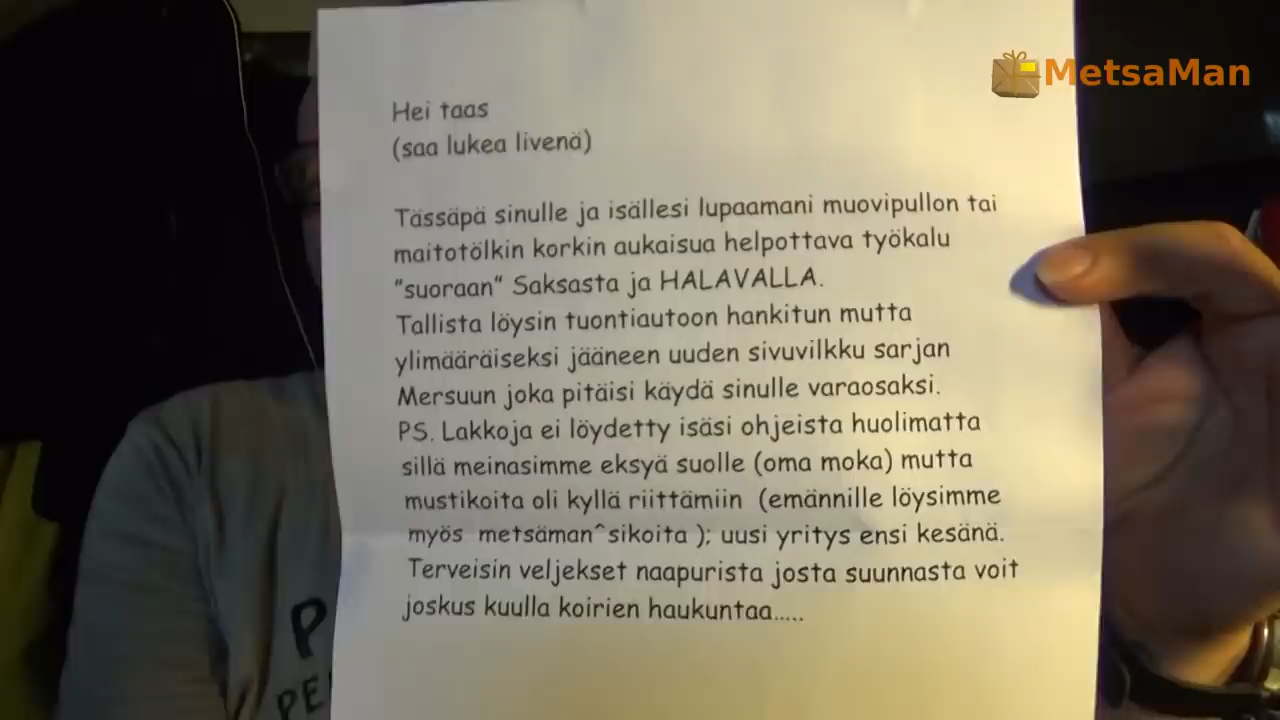 MetsaMan
Hei taas
(saa lukea livenä)
Tässäpä sinulle ja isällesi lupaamani muovipullon tai
maitotölkin korkin aukaisua helpottava työkalu
"suoraan" Saksasta ja HALAVALLA.
Tallista löysin tuontiautoon hankitun mutta
ylimääräiseksi jääneen uuden sivuvilkku sarjan
Mersuun joka pitäisi käydä sinulle varaosaksi.
PS. Lakkoja ei löydetty isäsi ohjeista huolimatta
sillä meinasimme eksyä suolle (oma moka) mutta
mustikoita oli kyllä riittämiin (emännille löysimme
myös metsäman^sikoita ); uusi yritys ensi kesänä.
Terveisin veljekset naapurista josta suunnasta voit
joskus kuulla koirien haukuntaa.....